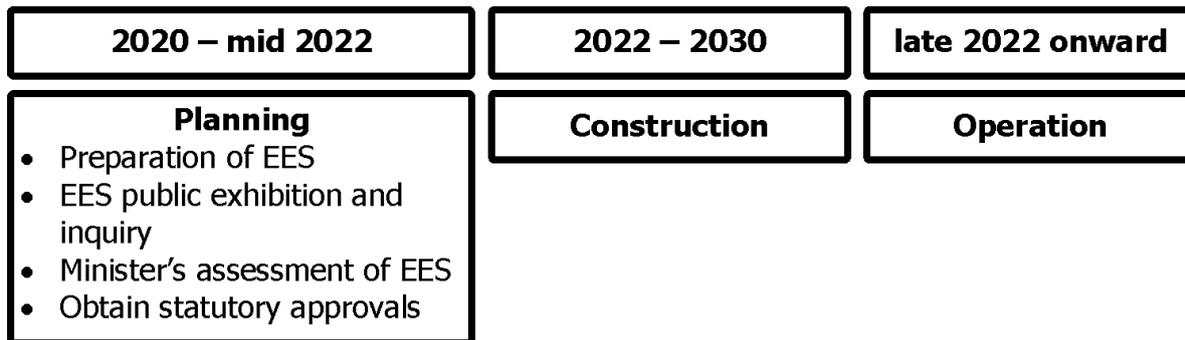 2020 – mid 2022
2022 – 2030
late 2022 onward
Planning
• Preparation of EES
• EES public exhibition and
inquiry
• Minister’s assessment of EES
• Obtain statutory approvals
Construction
Operation